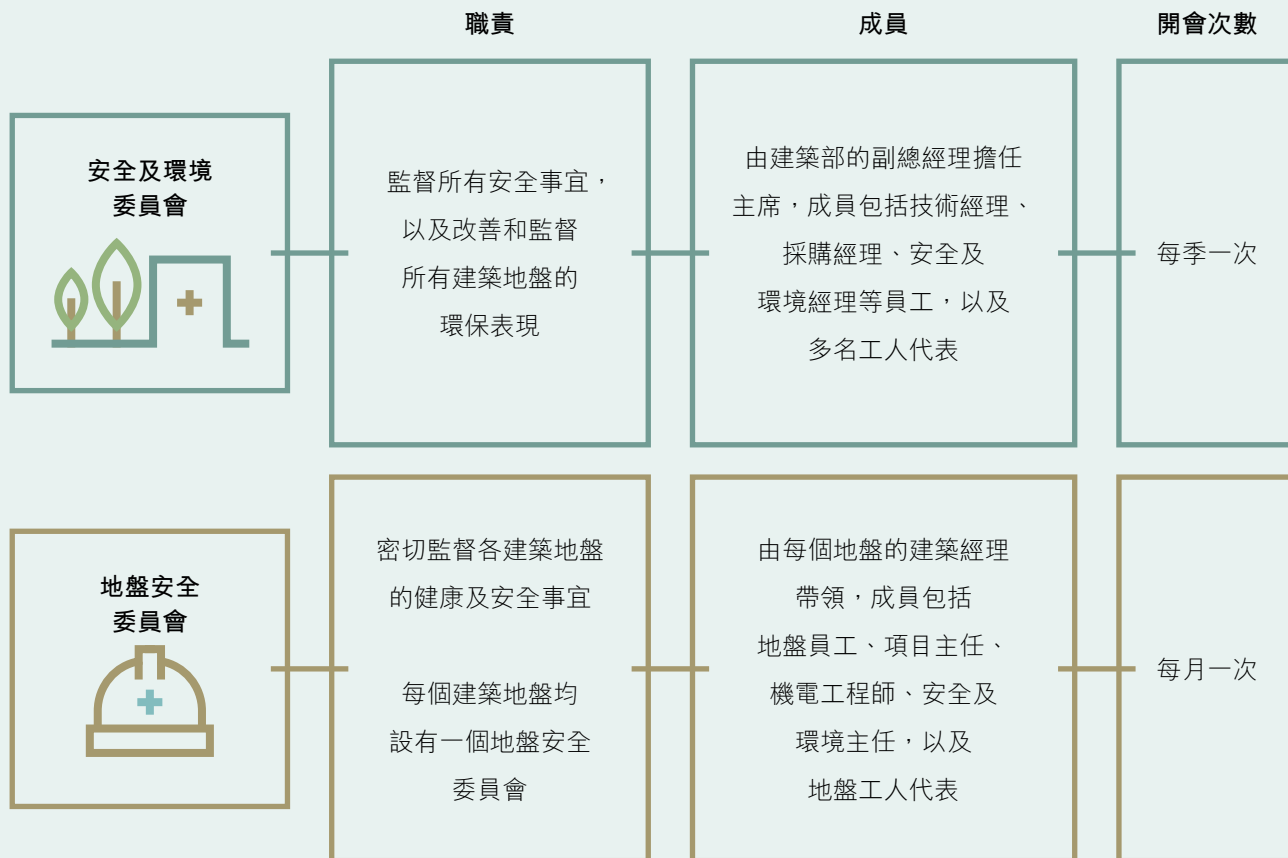 職責
成員
開會次數
安全及環境
委員會
監督所有安全事宜，
以及改善和監督
所有建築地盤的
環保表現
由建築部的副總經理擔任
主席，成員包括技術經理、
採購經理、安全及
環境經理等員工，以及
多名工人代表
每季一次
地盤安全
委員會
密切監督各建築地盤
的健康及安全事宜
每個建築地盤均
設有一個地盤安全
委員會
由每個地盤的建築經理
帶領，成員包括
地盤員工、項目主任、
機電工程師、安全及
環境主任，以及
地盤工人代表
每月一次